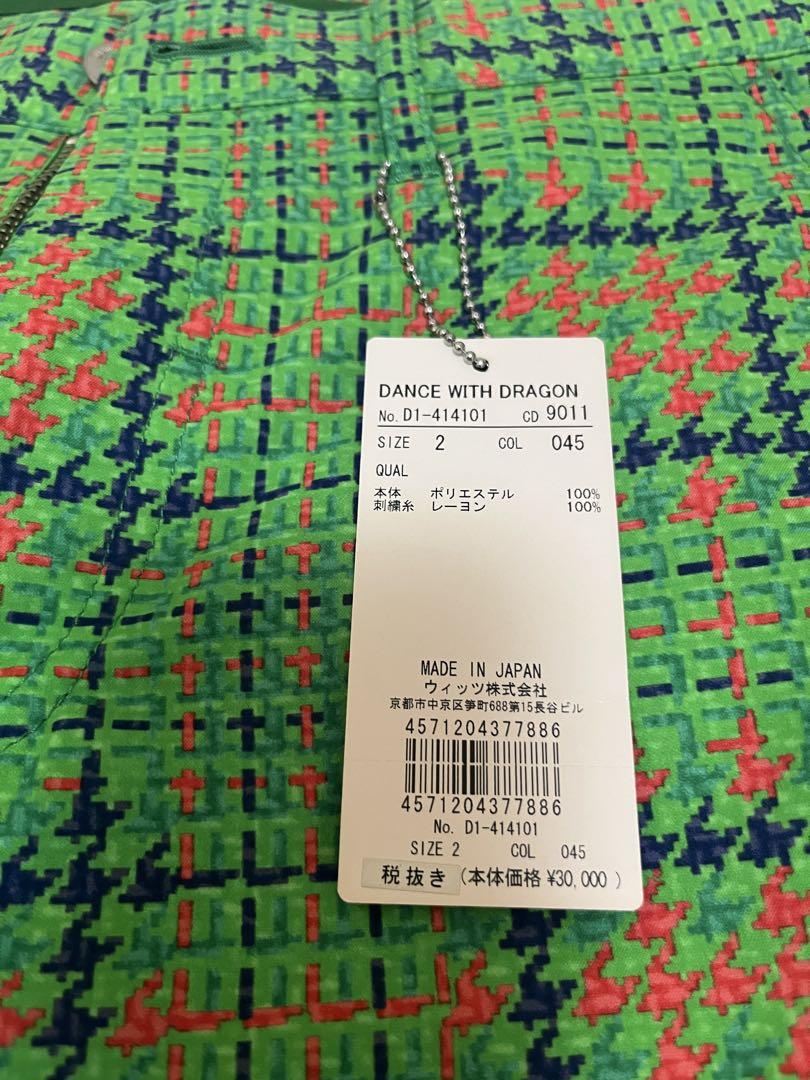 DANCE WITH DRAGON
No. D1-414101 CD 9011
SIZE 2 COL 045
QUAL
本体 ポリエステル 100%
刺繍糸 レーヨン 100%
MADE IN JAPAN
ウィッツ株式会社
京都市中京区笋町688第15長谷ビル
4571204377886
4571204377886
No. D1-414101
SIZE 2 COL 045
税抜き (本体価格 ¥30,000 )